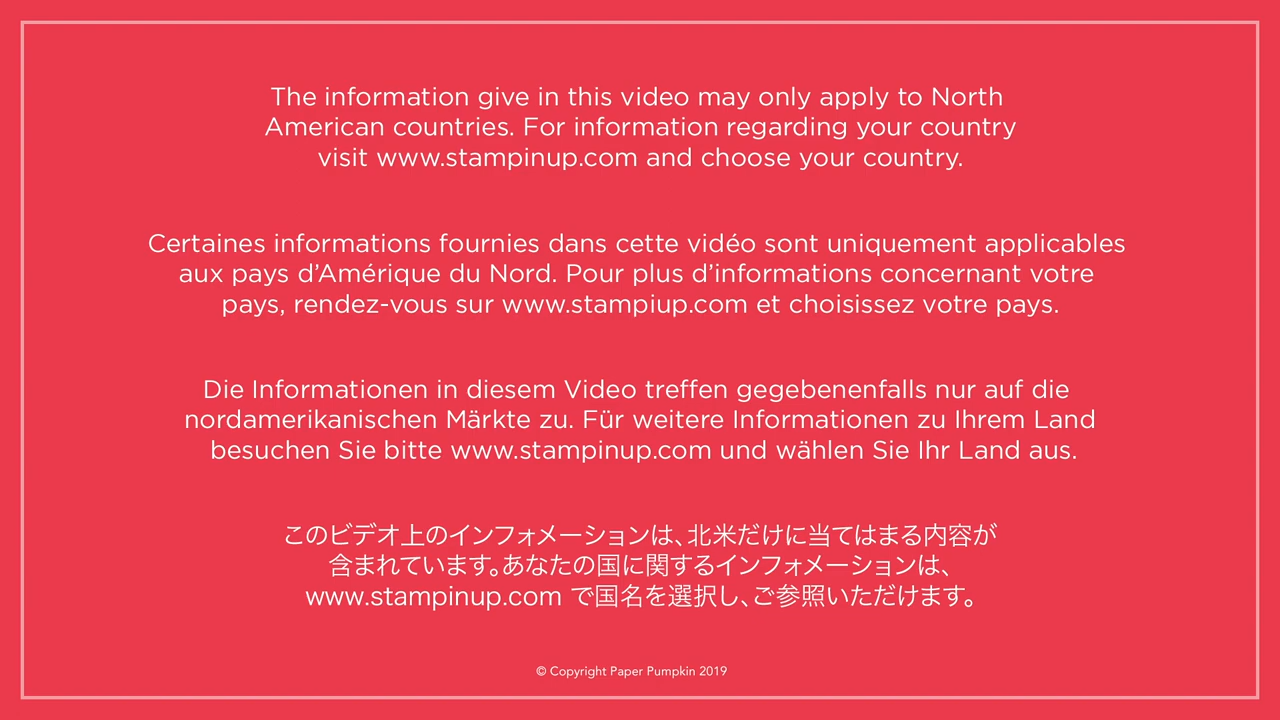 The information give in this video may only apply to North
American countries. For information regarding your country
visit www.stampinup.com and choose your country.
Certaines informations fournies dans cette vidéo sont uniquement applicables
aux pays d’Amérique du Nord. Pour plus d’informations concernant votre
pays, rendez-vous sur www.stampiup.com et choisissez votre pays.
Die Informationen in diesem Video treffen gegebenenfalls nur auf die
nordamerikanischen Märkte zu. Für weitere Informationen zu Ihrem Land
besuchen Sie bitte www.stampinup.com und wählen Sie Ihr Land aus.
このビデオ上のインフォメーションは、北米だけに当てはまる内容が
含まれています。あなたの国に関するインフォメーションは、
www.stampinup.com で国名を選択し、ご参照いただけます。
© Copyright Paper Pumpkin 2019